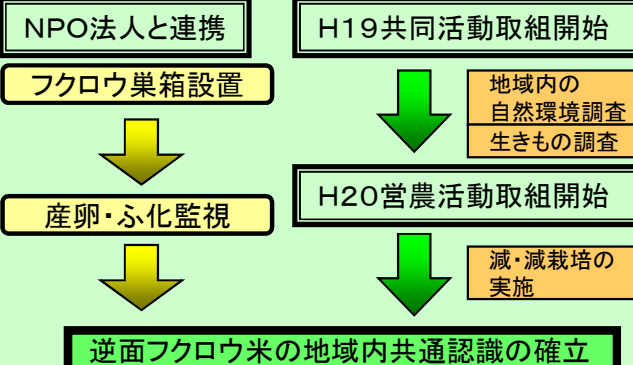 NPO法人と連携
フクロウ巣箱設置
産卵・ふ化監視
H19共同活動取組開始
地域内の
自然環境調査
生きもの調査
H20営農活動取組開始
減・減栽培の
実施
逆面フクロウ米の地域内共通認識の確立